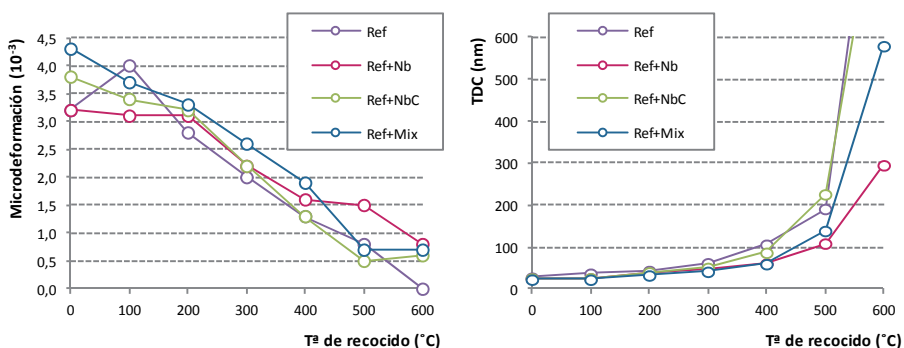 Microdeformación (10⁻³)
4,5
4,0
3,5
3,0
2,5
2,0
1,5
1,0
0,5
0,0
0 100 200 300 400 500 600
Tª de recocido (˚C)
Ref
Ref+Nb
Ref+NbC
Ref+Mix
TDC (nm)
600
500
400
300
200
100
0
0 100 200 300 400 500 600
Tª de recocido (˚C)
Ref
Ref+Nb
Ref+NbC
Ref+Mix